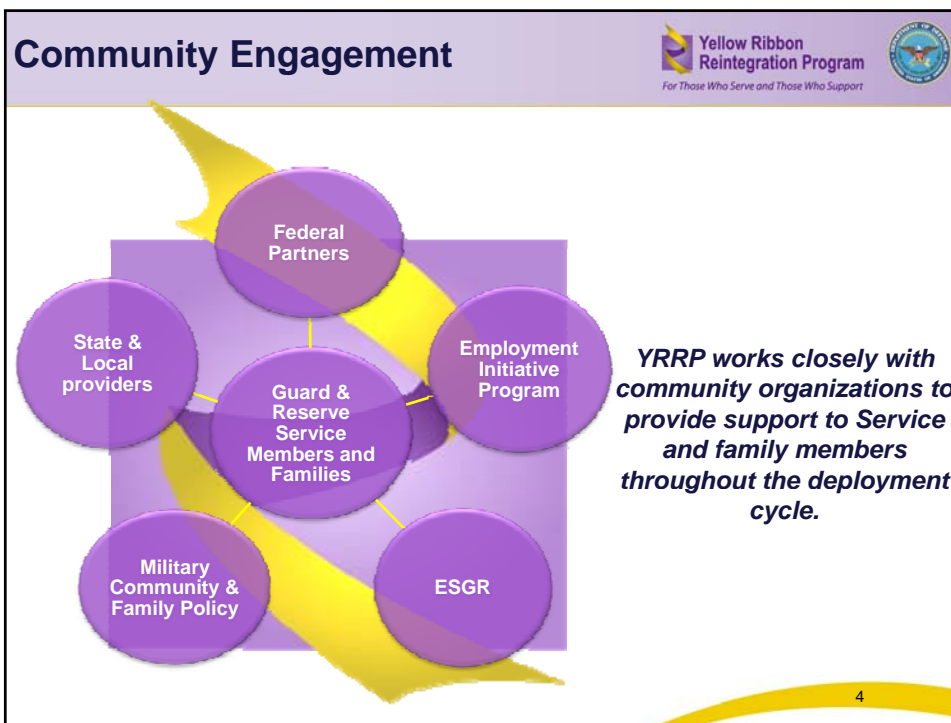 Community Engagement
Yellow Ribbon
Reintegration Program
For Those Who Serve and Those Who Support
Federal
Partners
State &
Local
providers
Employment
Initiative
Program
Guard &
Reserve
Service
Members and
Families
Military
Community &
Family Policy
ESGR
YRRP works closely with
community organizations to
provide support to Service
and family members
throughout the deployment
cycle.
4